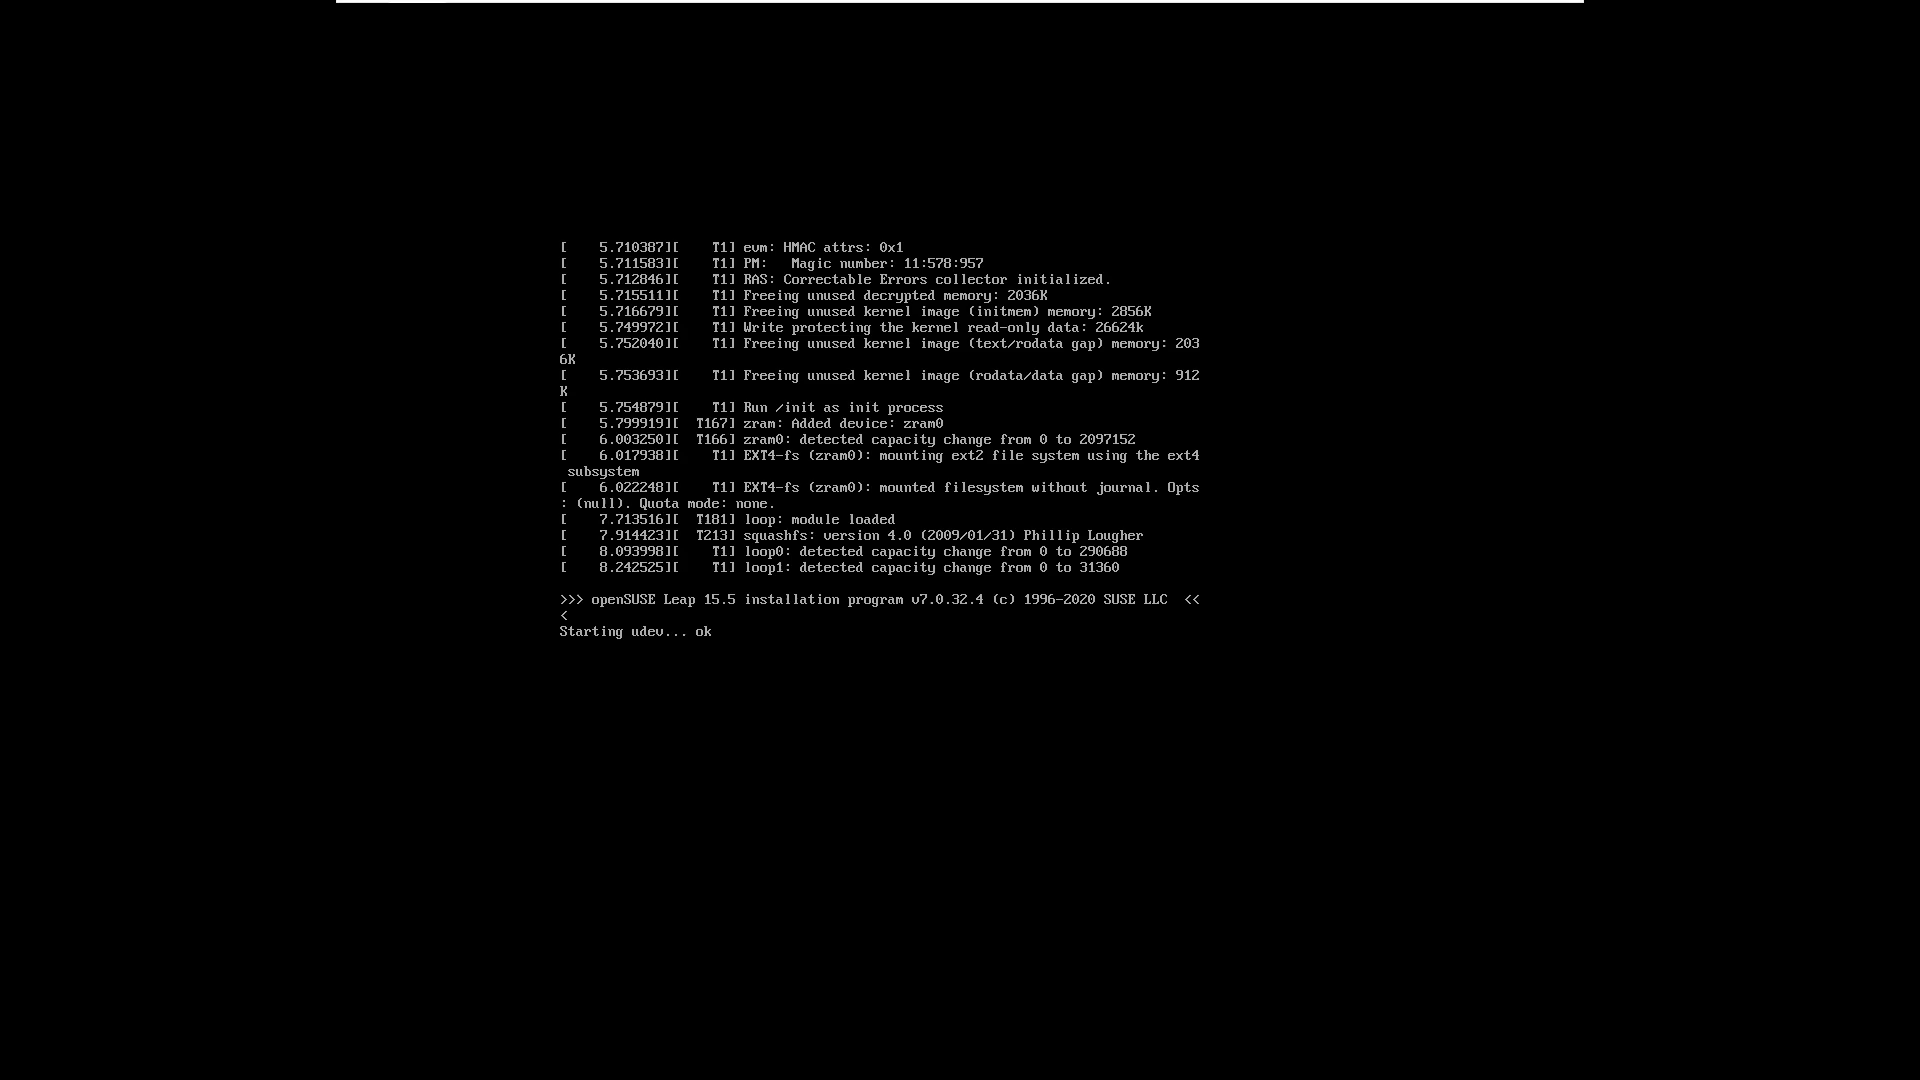 [    5.710387][    T1] evm: HMAC attrs: 0x1
[    5.711583][    T1] PM:   Magic number: 11:578:957
[    5.712846][    T1] RAS: Correctable Errors collector initialized.
[    5.715511][    T1] Freeing unused decrypted memory: 2036K
[    5.716679][    T1] Freeing unused kernel image (initmem) memory: 2856K
[    5.749972][    T1] Write protecting the kernel read-only data: 26624k
[    5.752040][    T1] Freeing unused kernel image (text/rodata gap) memory: 203
6K
[    5.753693][    T1] Freeing unused kernel image (rodata/data gap) memory: 912
K
[    5.754879][    T1] Run /init as init process
[    5.799919][  T167] zram: Added device: zram0
[    6.003250][  T166] zram0: detected capacity change from 0 to 2097152
[    6.017938][    T1] EXT4-fs (zram0): mounting ext2 file system using the ext4
 subsystem
[    6.022248][    T1] EXT4-fs (zram0): mounted filesystem without journal. Opts
: (null). Quota mode: none.
[    7.713516][  T181] loop: module loaded
[    7.914423][  T213] squashfs: version 4.0 (2009/01/31) Phillip Lougher
[    8.093998][    T1] loop0: detected capacity change from 0 to 290688
[    8.242525][    T1] loop1: detected capacity change from 0 to 31360
>>> openSUSE Leap 15.5 installation program v7.0.32.4 (c) 1996-2020 SUSE LLC  <<
<
Starting udev... ok